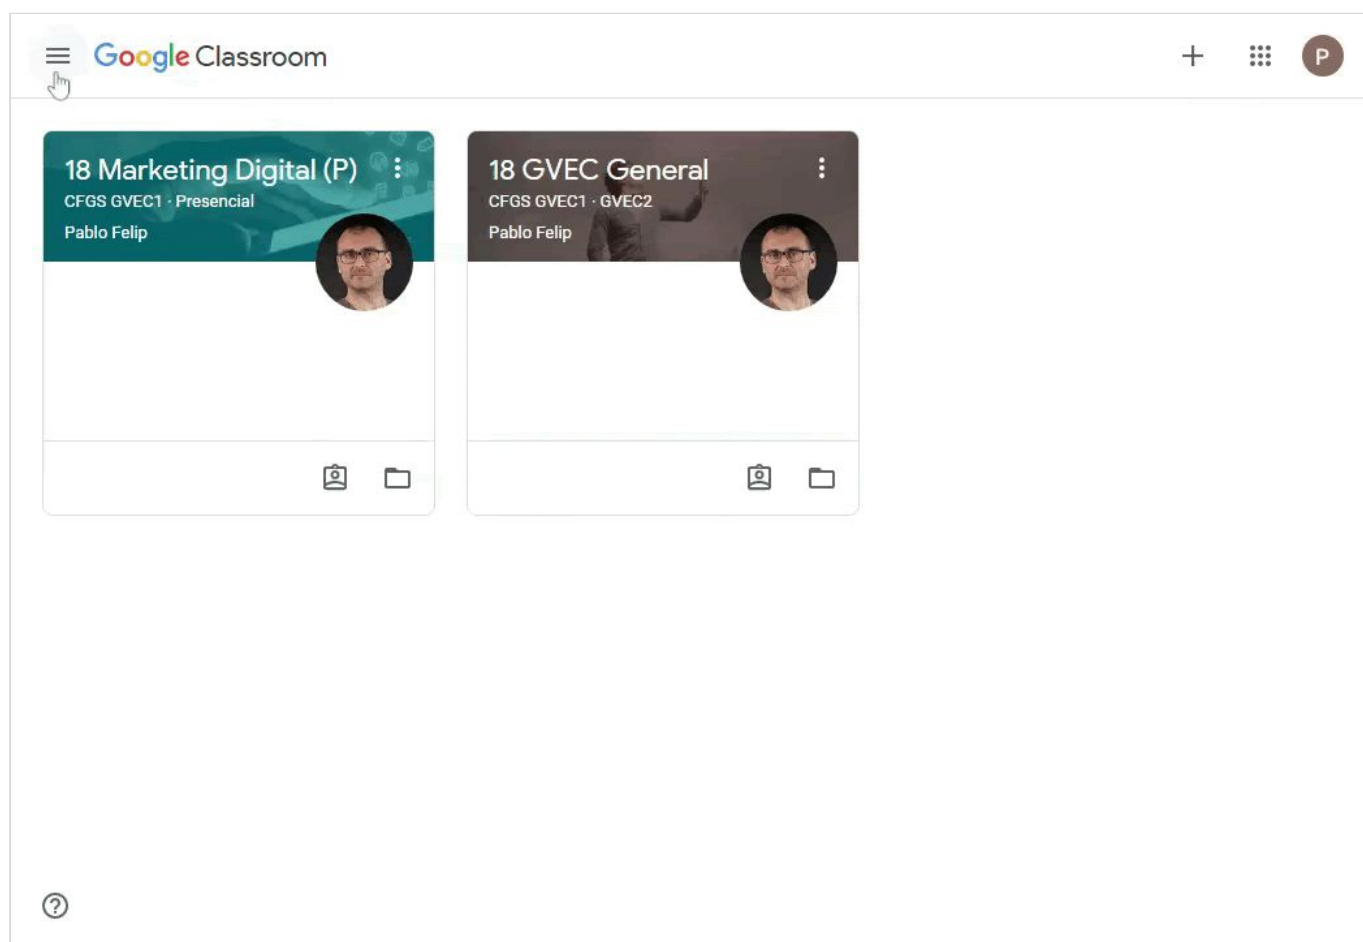 Google Classroom
P
18 Marketing Digital (P)
CFGS GVEC1 · Presencial
Pablo Felip
18 GVEC General
CFGS GVEC1 · GVEC2
Pablo Felip